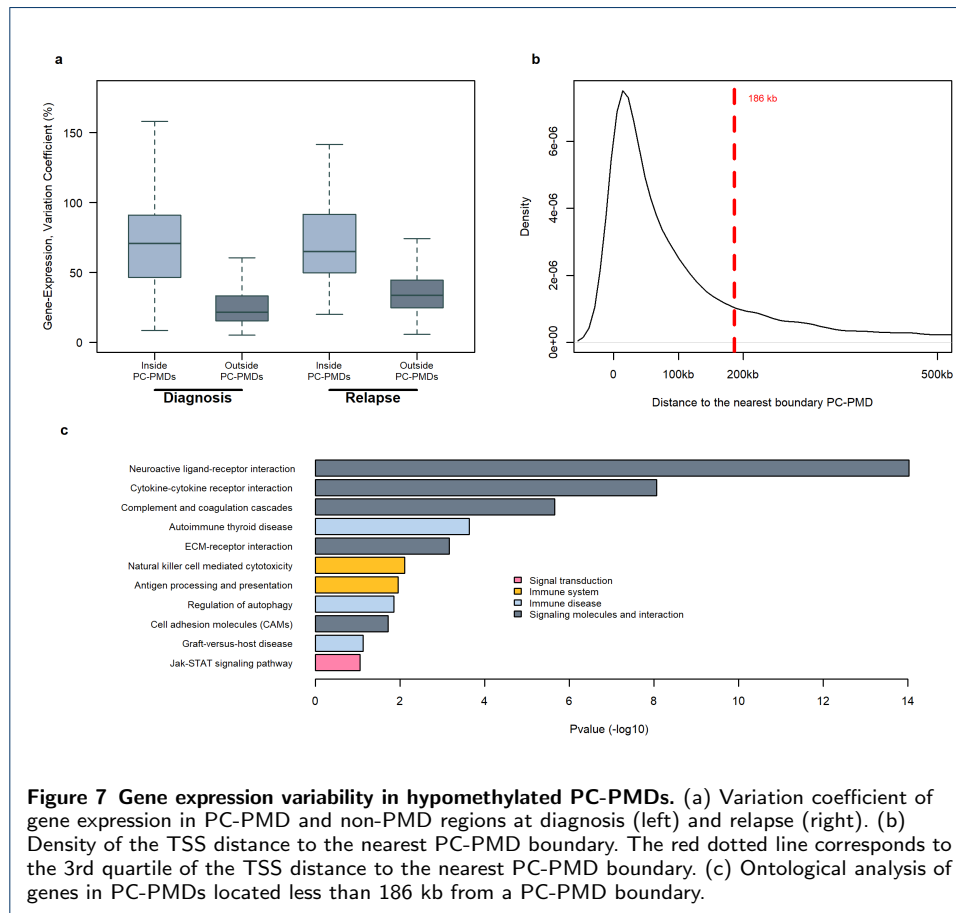 a
Gene-Expression, Variation Coefficient (%)
150
100
50
0
Inside
PC-PMDs
Outside
PC-PMDs
Inside
PC-PMDs
Outside
PC-PMDs
Diagnosis
Relapse
b
186 kb
Density
6e-06
4e-06
2e-06
0e+00
0
100kb
200kb
500kb
Distance to the nearest boundary PC-PMD
c
Neuroactive ligand-receptor interaction
Cytokine-cytokine receptor interaction
Complement and coagulation cascades
Autoimmune thyroid disease
ECM-receptor interaction
Natural killer cell mediated cytotoxicity
Antigen processing and presentation
Regulation of autophagy
Cell adhesion molecules (CAMs)
Graft-versus-host disease
Jak-STAT signaling pathway
Signal transduction
Immune system
Immune disease
Signaling molecules and interaction
0
2
4
6
8
10
12
14
Pvalue (-log10)
Figure 7 Gene expression variability in hypomethylated PC-PMDs. (a) Variation coefficient of
gene expression in PC-PMD and non-PMD regions at diagnosis (left) and relapse (right). (b)
Density of the TSS distance to the nearest PC-PMD boundary. The red dotted line corresponds to
the 3rd quartile of the TSS distance to the nearest PC-PMD boundary. (c) Ontological analysis of
genes in PC-PMDs located less than 186 kb from a PC-PMD boundary.